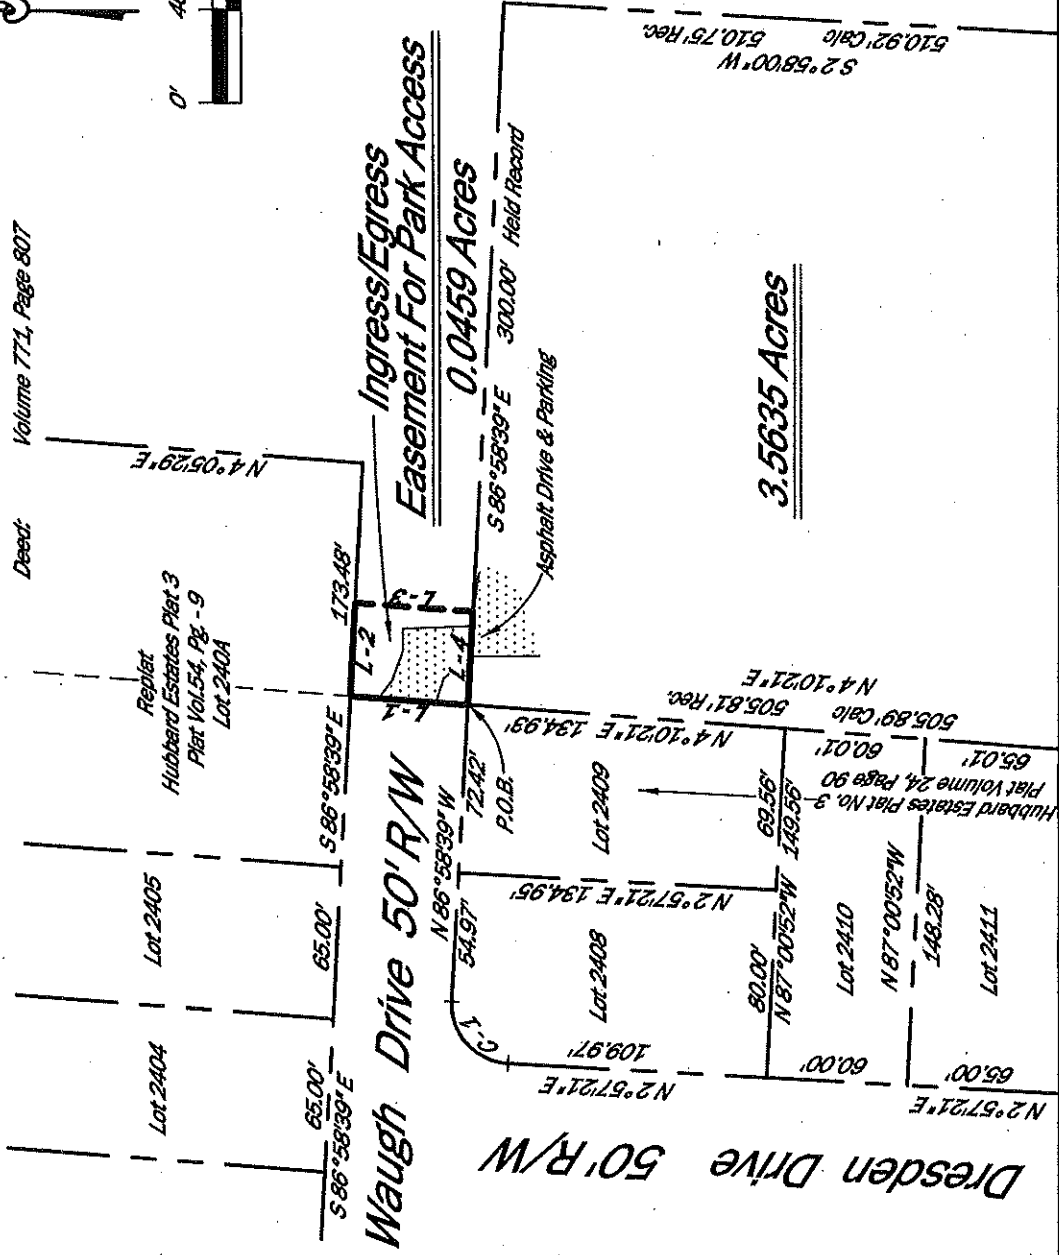 0'
Deed:
Volume 771, Page 807
N 4°05'29" E
Replat
Hubbard Estates Plat 3
Plat Vol.54, Pg. - 9
Lot 240A
Lot 2405
Lot 2404
Ingress/Egress
Easement For Park Access
0.0459 Acres
173.48'
S 86°58'39" E
65.00'
65.00'
S 86°58'39" E
L-2
L-3
L-1
L-4
Waugh Drive 50' R/W
S 86°58'39" E 300.00' Held Record
Asphalt Drive & Parking
N 86°58'39" W
72.42'
P.O.B.
54.97'
C-1
S 2°58'00" W
510.92' Calc 510.75' Rec.
3.5635 Acres
N 4°10'21" E
505.89' Calc 505.81' Rec.
N 4°10'21" E 134.93'
Lot 2409
N 2°57'21" E 134.95'
Lot 2408
109.97'
N 2°57'21" E
Hubbard Estates Plat No. 3
Plat Volume 24, Page 90
69.56'
149.56'
80.00'
N 87°00'52" W
60.01'
Lot 2410
60.00'
N 87°00'52" W
148.28'
65.01'
Lot 2411
65.00'
N 2°57'21" E
Dresden Drive 50' R/W